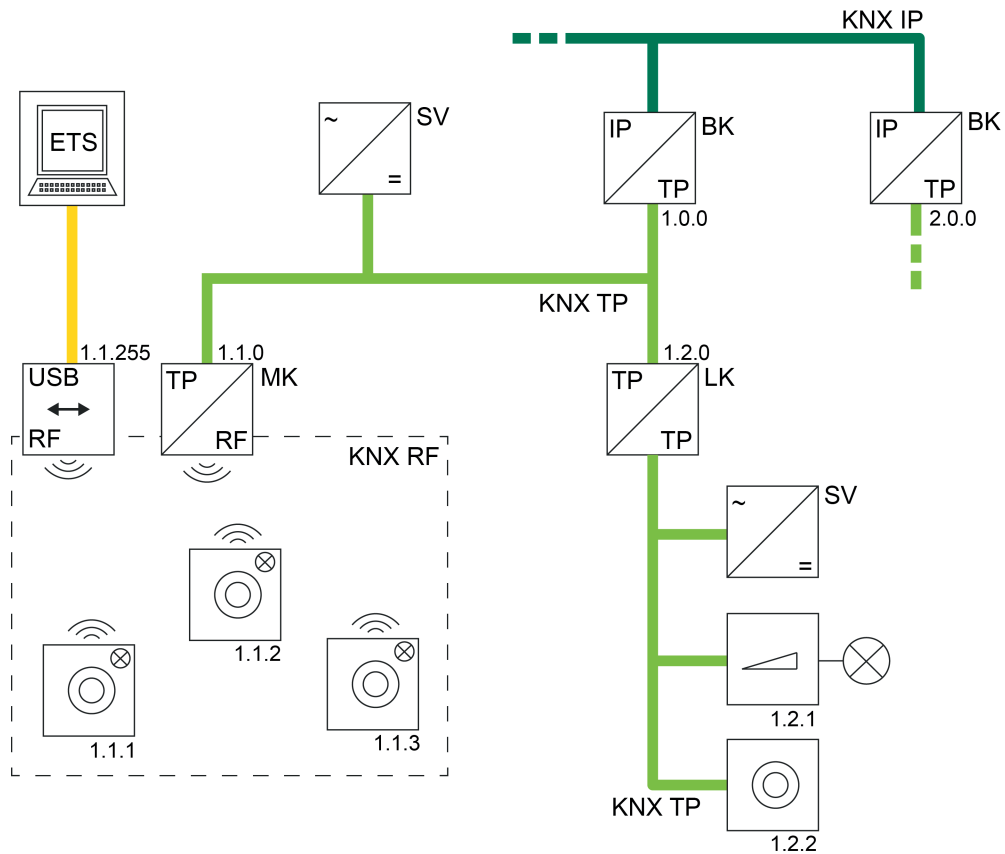 KNX IP
ETS
~
=
SV
IP
TP
BK
1.0.0
IP
TP
BK
2.0.0
KNX TP
1.1.255
USB
RF
1.1.0
TP
RF
MK
1.2.0
TP
TP
LK
KNX RF
~
=
SV
1.1.2
1.1.1
1.1.3
1.2.1
KNX TP
1.2.2